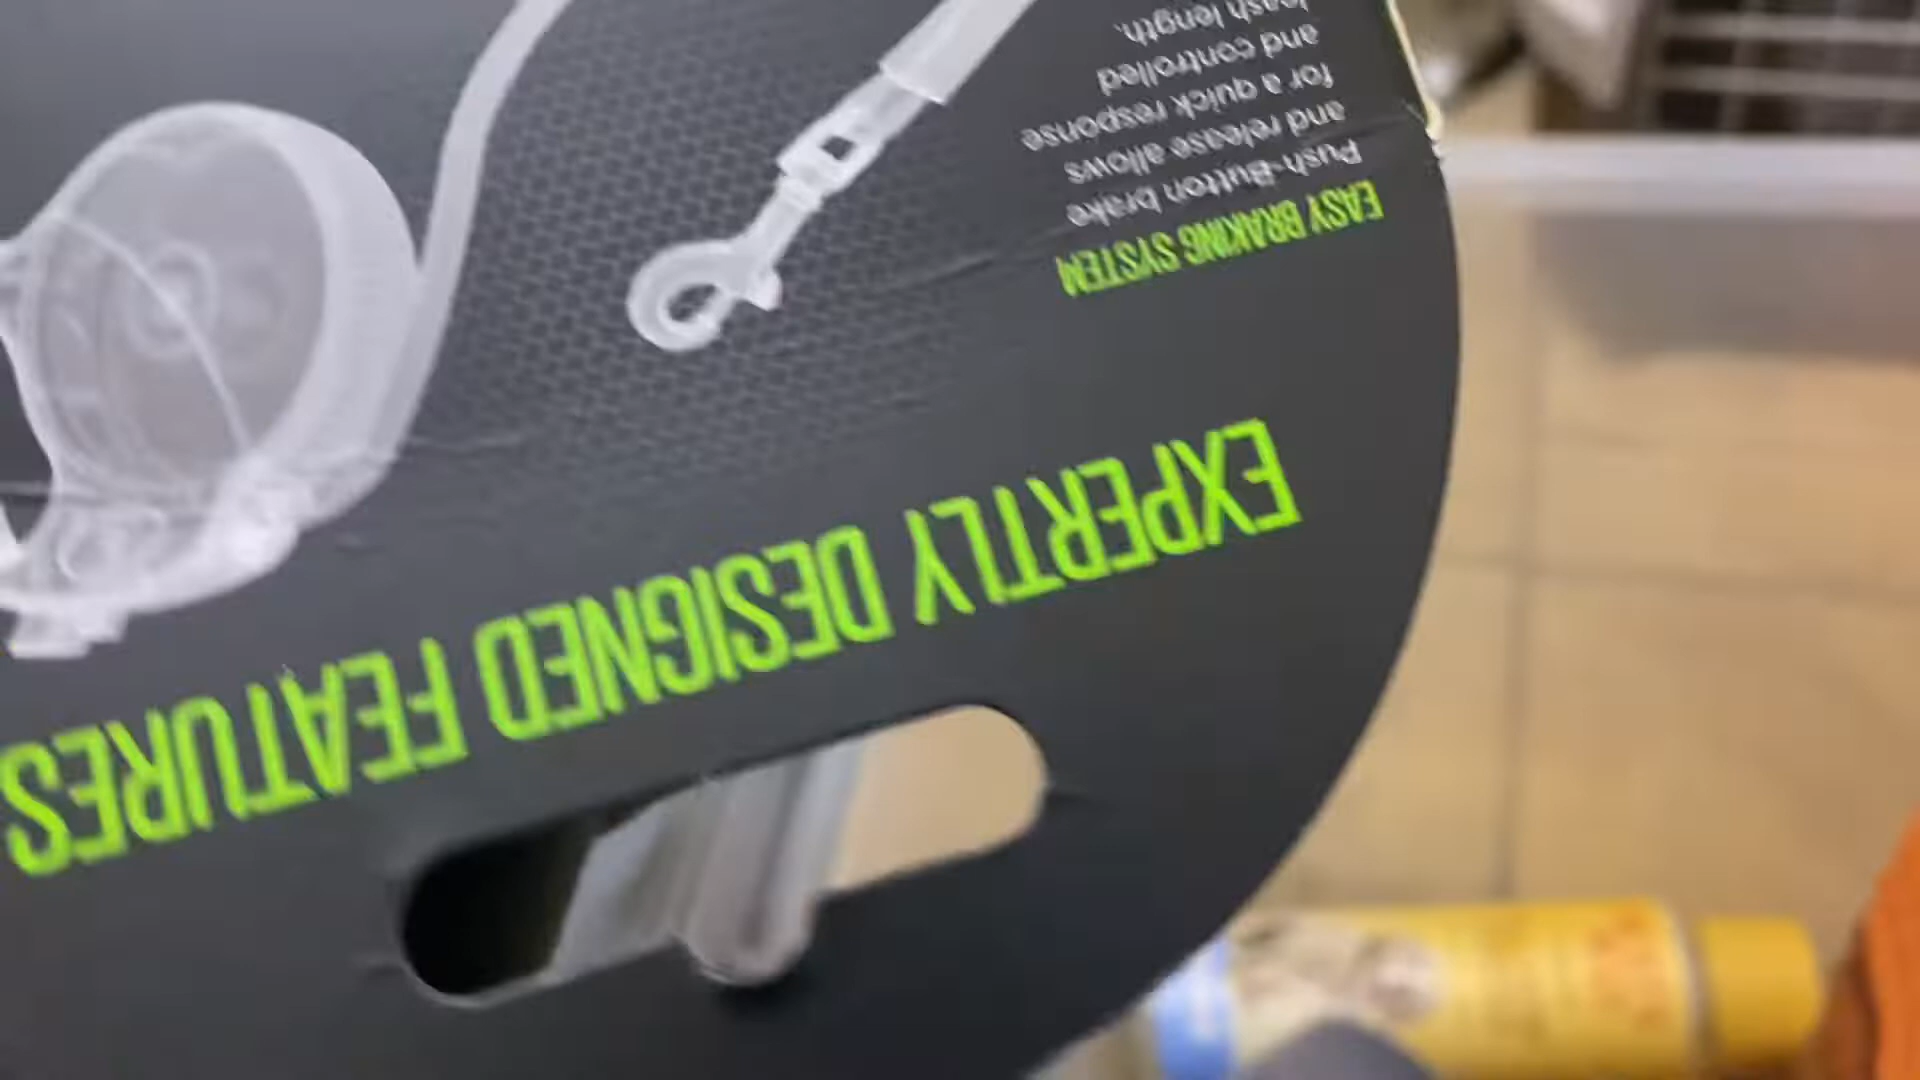 EXPERTLY DESIGNED FEATURES
EASY BRAKING SYSTEM
Push-Button brake
and release allows
for a quick response
and controlled
leash length.